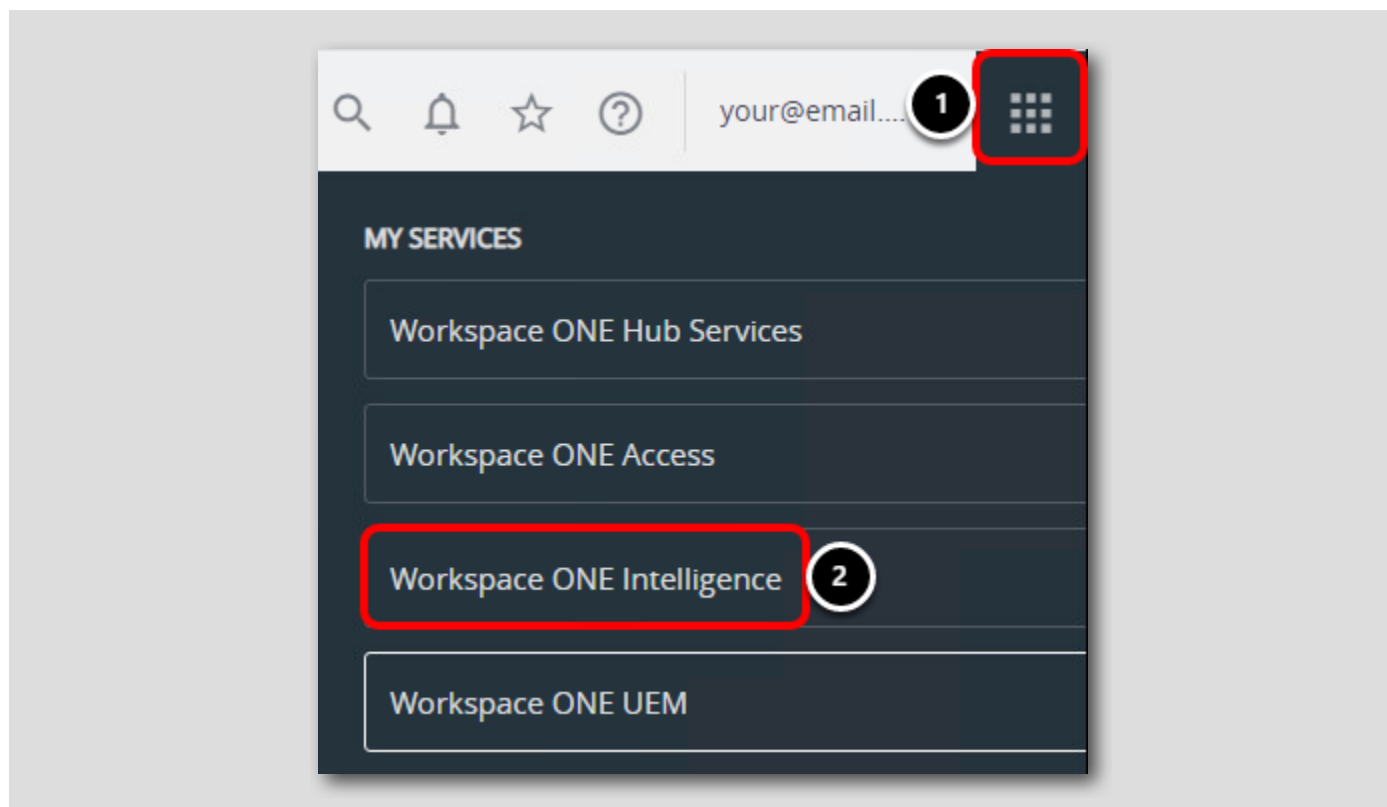 your@email....
1
MY SERVICES
Workspace ONE Hub Services
Workspace ONE Access
Workspace ONE Intelligence
2
Workspace ONE UEM